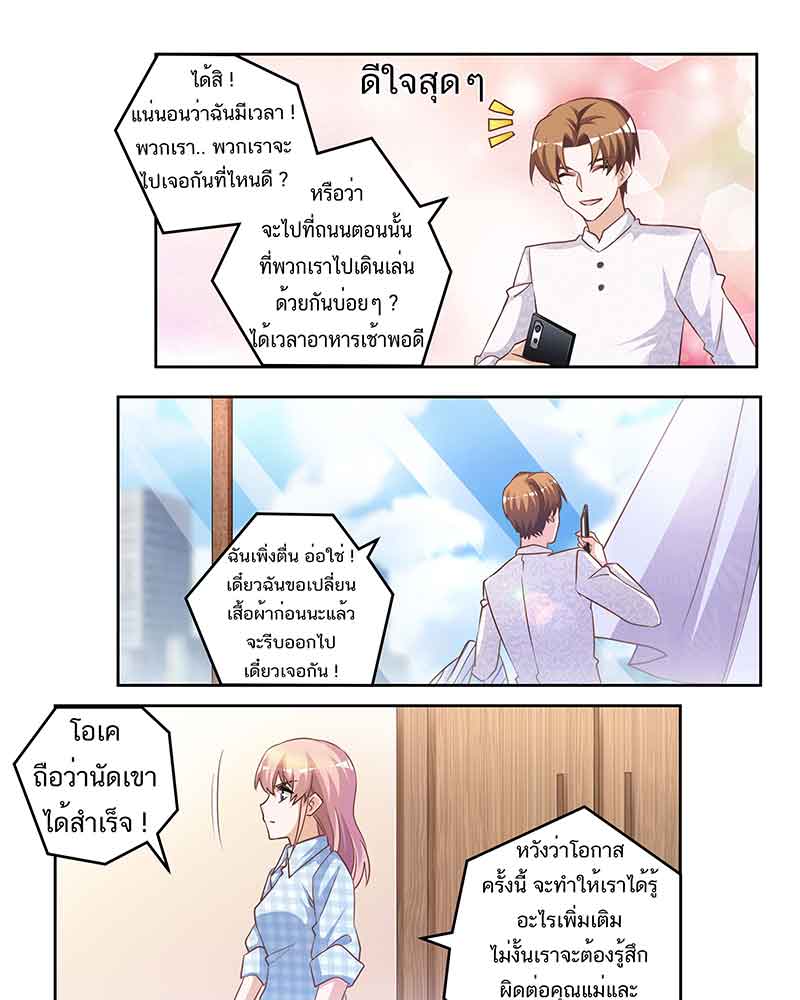 ได้สิ !
แน่นอนว่าฉันมีเวลา !
พวกเรา.. พวกเราจะ
ไปเจอกันที่ไหนดี ?
ดีใจสุดๆ
หรือว่า
จะไปที่ถนนตอนนั้น
ที่พวกเราไปเดินเล่น
ด้วยกันบ่อยๆ ?
ได้เวลาอาหารเช้าพอดี
ฉันเพิ่งตื่น อ่อใช่ !
เดี๋ยวฉันขอเปลี่ยน
เสื้อผ้าก่อนนะแล้ว
จะรีบออกไป
เดี๋ยวเจอกัน !
โอเค
ถือว่านัดเขา
ได้สำเร็จ !
หวังว่าโอกาส
ครั้งนี้ จะทำให้เราได้รู้
อะไรเพิ่มเติม
ไม่งั้นเราจะต้องรู้สึก
ผิดต่อคุณแม่และ